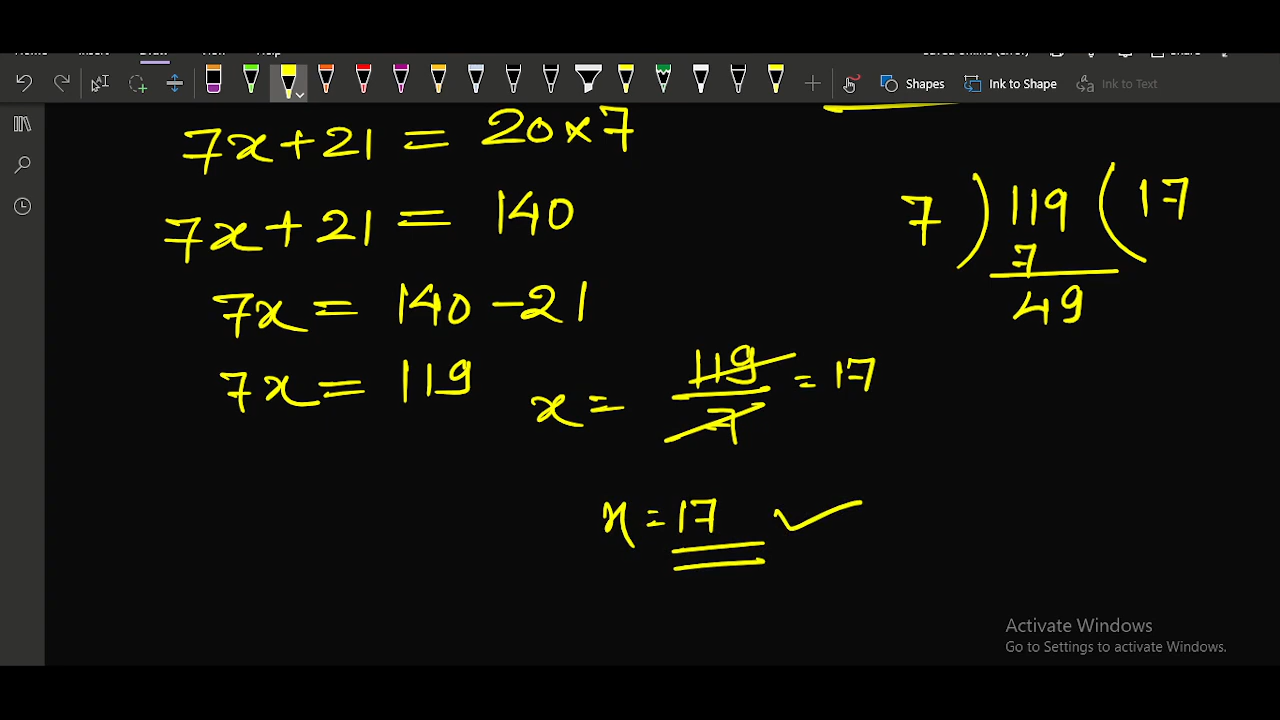 Shapes
Ink to Shape
Ink to Text
7x+21 = 20×7
7x+21 = 140
7x = 140-21
7x = 119
x = 119/7 = 17
x=17 ✓
7 ) 119 ( 17
7
49
Activate Windows
Go to Settings to activate Windows.